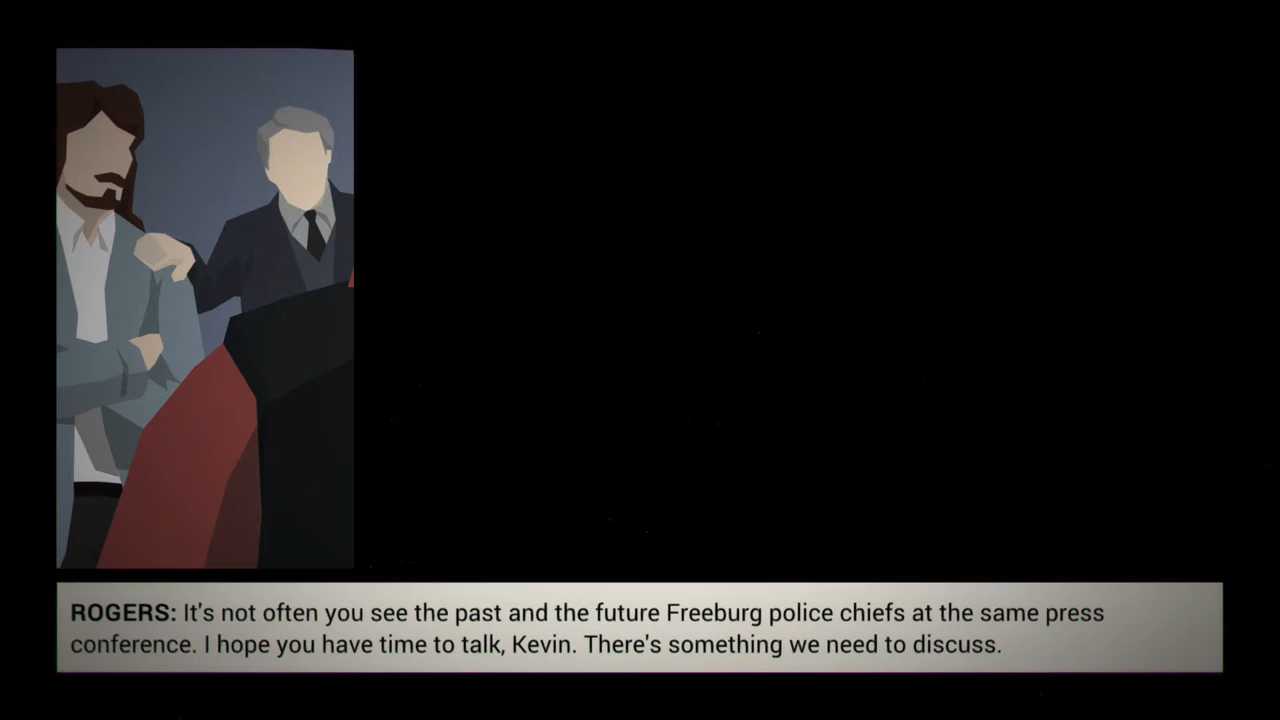 ROGERS: It's not often you see the past and the future Freeburg police chiefs at the same press
conference. I hope you have time to talk, Kevin. There's something we need to discuss.